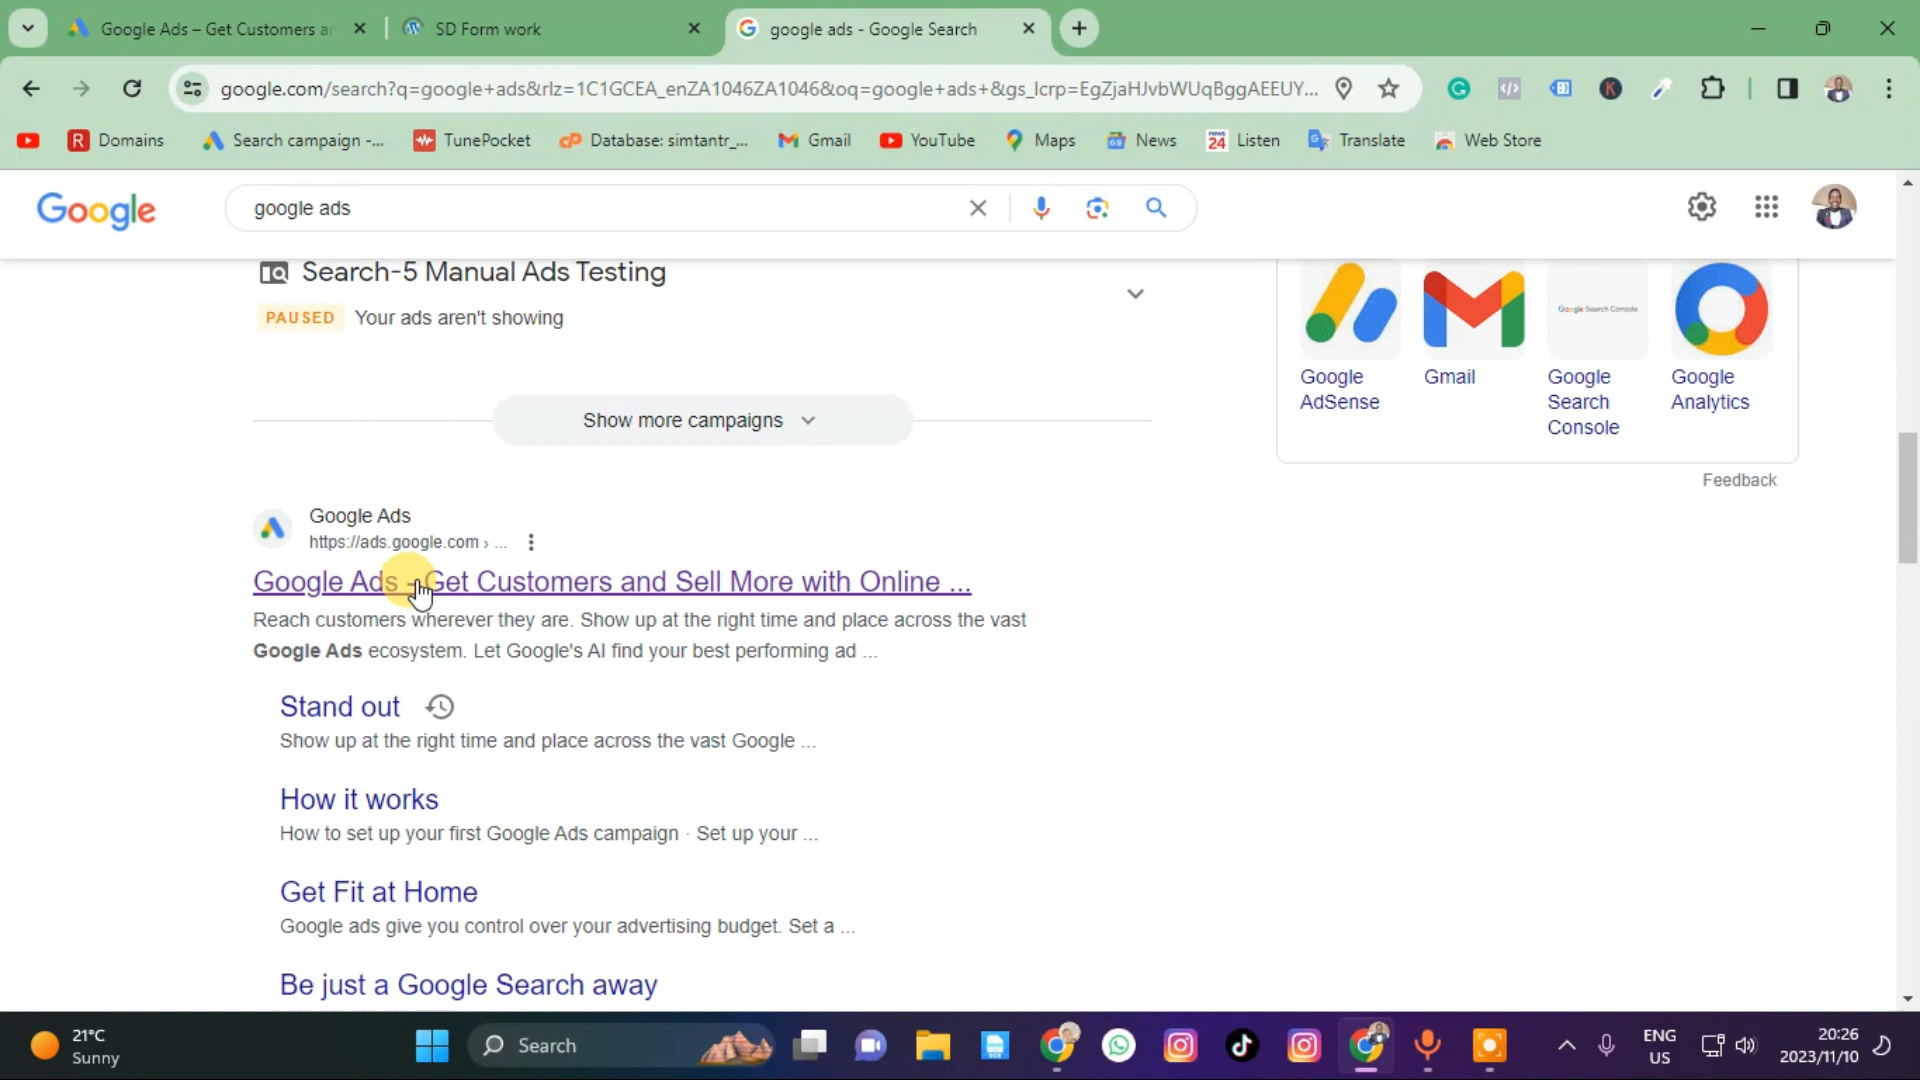 Google Ads – Get Customers ar
SD Form work
google ads - Google Search
google.com/search?q=google+ads&rlz=1C1GCEA_enZA1046ZA1046&oq=google+ads+&gs_lcrp=EgZjaHJvbWUqBggAEEUY...
Domains
Search campaign -...
TunePocket
Database: simtantr_...
Gmail
YouTube
Maps
News
Listen
Translate
Web Store
Google
google ads
Search-5 Manual Ads Testing
PAUSED Your ads aren't showing
Show more campaigns
Google Search Console
Google
AdSense
Gmail
Google
Search
Console
Google
Analytics
Feedback
Google Ads
https://ads.google.com › ...
Google Ads - Get Customers and Sell More with Online ...
Reach customers wherever they are. Show up at the right time and place across the vast
Google Ads ecosystem. Let Google's AI find your best performing ad ...
Stand out
Show up at the right time and place across the vast Google ...
How it works
How to set up your first Google Ads campaign · Set up your ...
Get Fit at Home
Google ads give you control over your advertising budget. Set a ...
Be just a Google Search away
21°C
Sunny
Search
ENG
US
20:26
2023/11/10